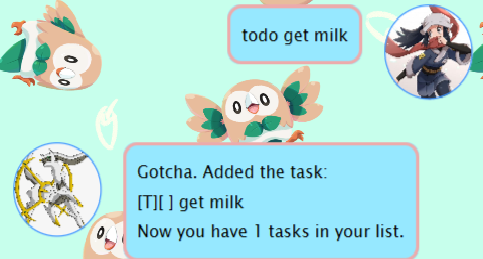 todo get milk
Gotcha. Added the task:
[T][ ] get milk
Now you have 1 tasks in your list.